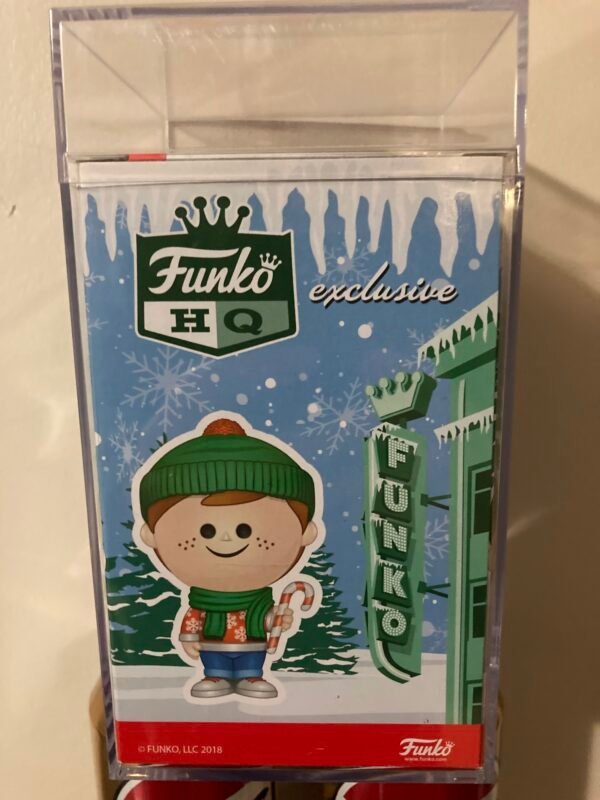 Funko
HQ
exclusive
FUNKO
© FUNKO, LLC 2018
Funko
www.funko.com